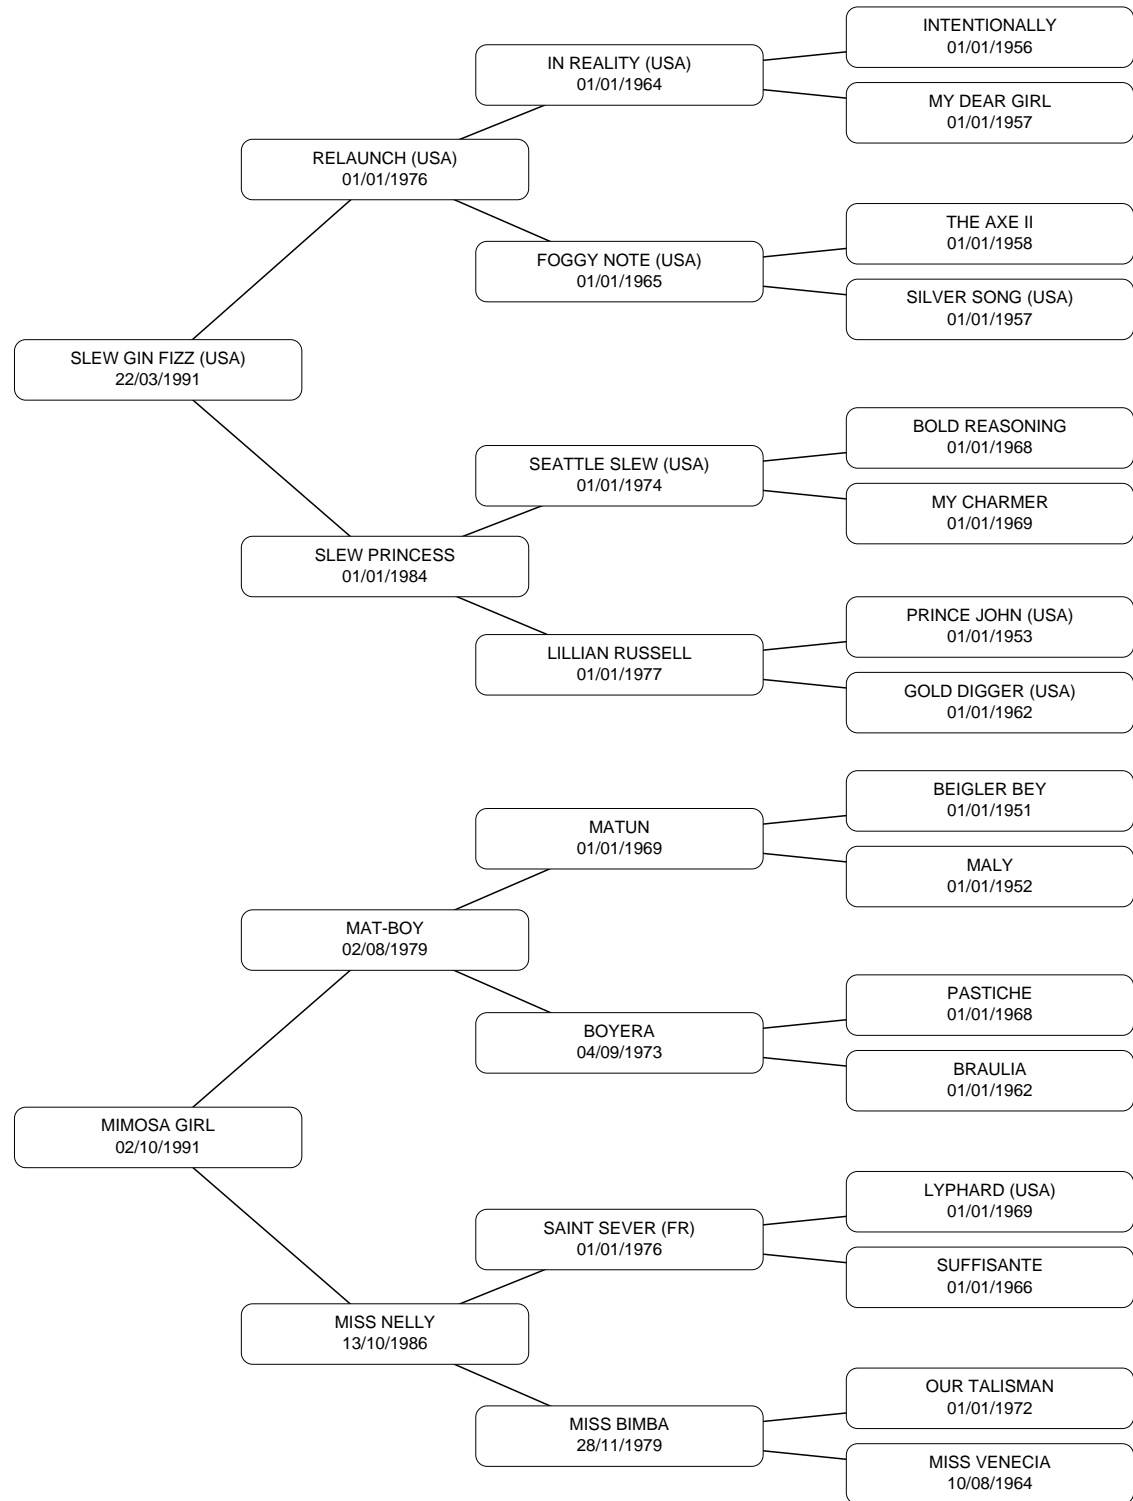 INTENTIONALLY
01/01/1956
IN REALITY (USA)
01/01/1964
MY DEAR GIRL
01/01/1957
RELAUNCH (USA)
01/01/1976
THE AXE II
01/01/1958
FOGGY NOTE (USA)
01/01/1965
SILVER SONG (USA)
01/01/1957
SLEW GIN FIZZ (USA)
22/03/1991
BOLD REASONING
01/01/1968
SEATTLE SLEW (USA)
01/01/1974
MY CHARMER
01/01/1969
SLEW PRINCESS
01/01/1984
PRINCE JOHN (USA)
01/01/1953
LILLIAN RUSSELL
01/01/1977
GOLD DIGGER (USA)
01/01/1962
BEIGLER BEY
01/01/1951
MATUN
01/01/1969
MALY
01/01/1952
MAT-BOY
02/08/1979
PASTICHE
01/01/1968
BOYERA
04/09/1973
BRAULIA
01/01/1962
MIMOSA GIRL
02/10/1991
LYPHARD (USA)
01/01/1969
SAINT SEVER (FR)
01/01/1976
SUFFISANTE
01/01/1966
MISS NELLY
13/10/1986
OUR TALISMAN
01/01/1972
MISS BIMBA
28/11/1979
MISS VENECIA
10/08/1964